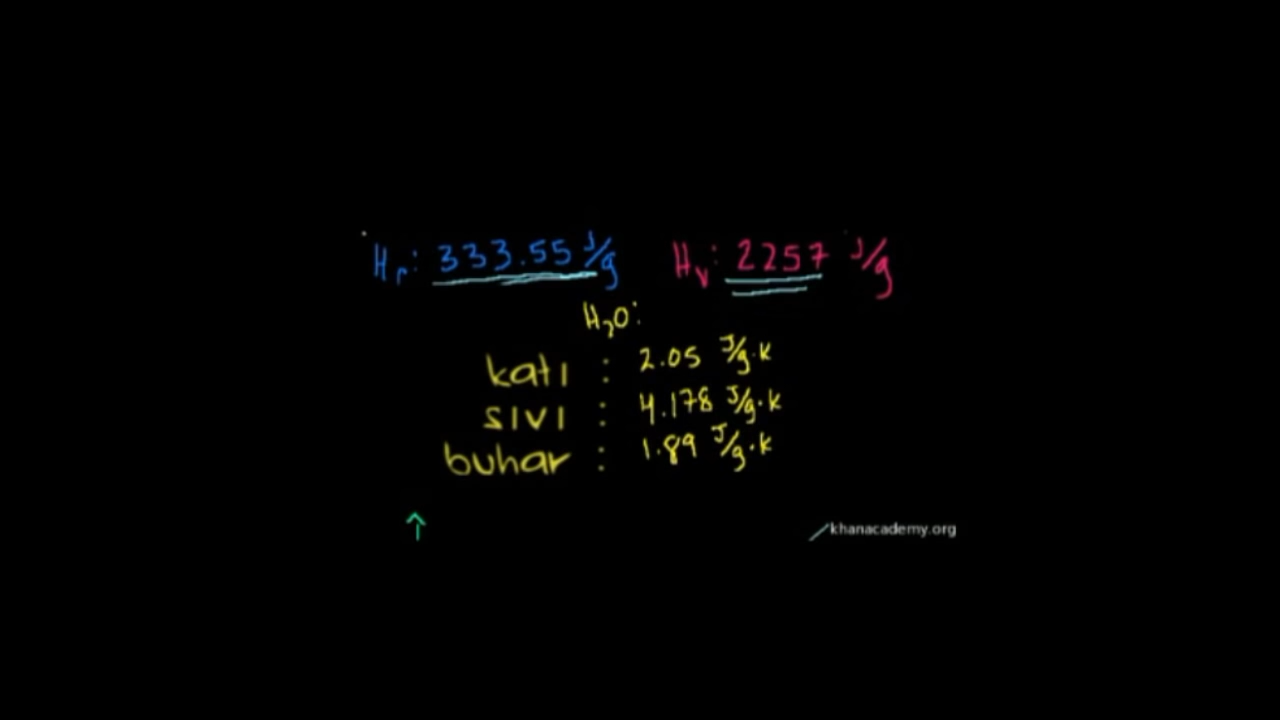 Hf: 333.55 J/g Hv: 2257 J/g
H₂O:
katı : 2.05 J/g·K
sıvı : 4.178 J/g·K
buhar : 1.89 J/g·K
khanacademy.org